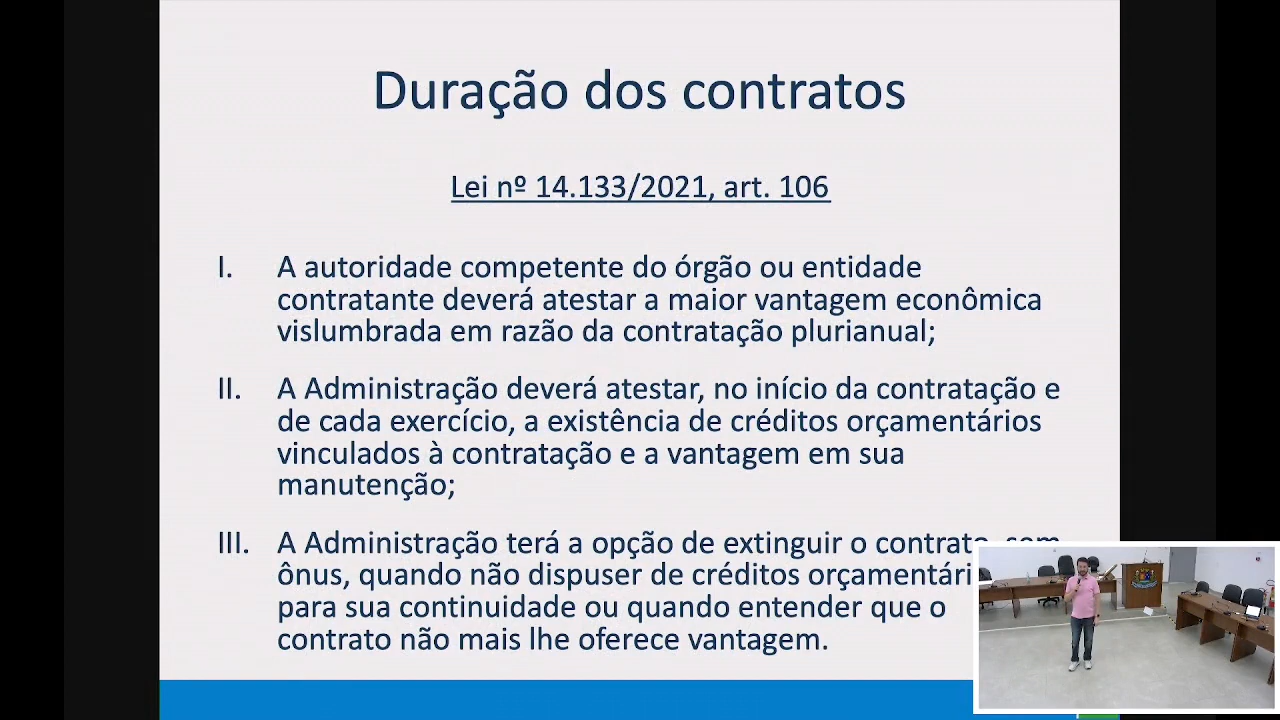 Duração dos contratos
Lei nº 14.133/2021, art. 106
I. A autoridade competente do órgão ou entidade
contratante deverá atestar a maior vantagem econômica
vislumbrada em razão da contratação plurianual;
II. A Administração deverá atestar, no início da contratação e
de cada exercício, a existência de créditos orçamentários
vinculados à contratação e a vantagem em sua
manutenção;
III. A Administração terá a opção de extinguir o contrato, sem
ônus, quando não dispuser de créditos
para sua continuidade ou quando entender que o
contrato não mais lhe oferece vantagem.